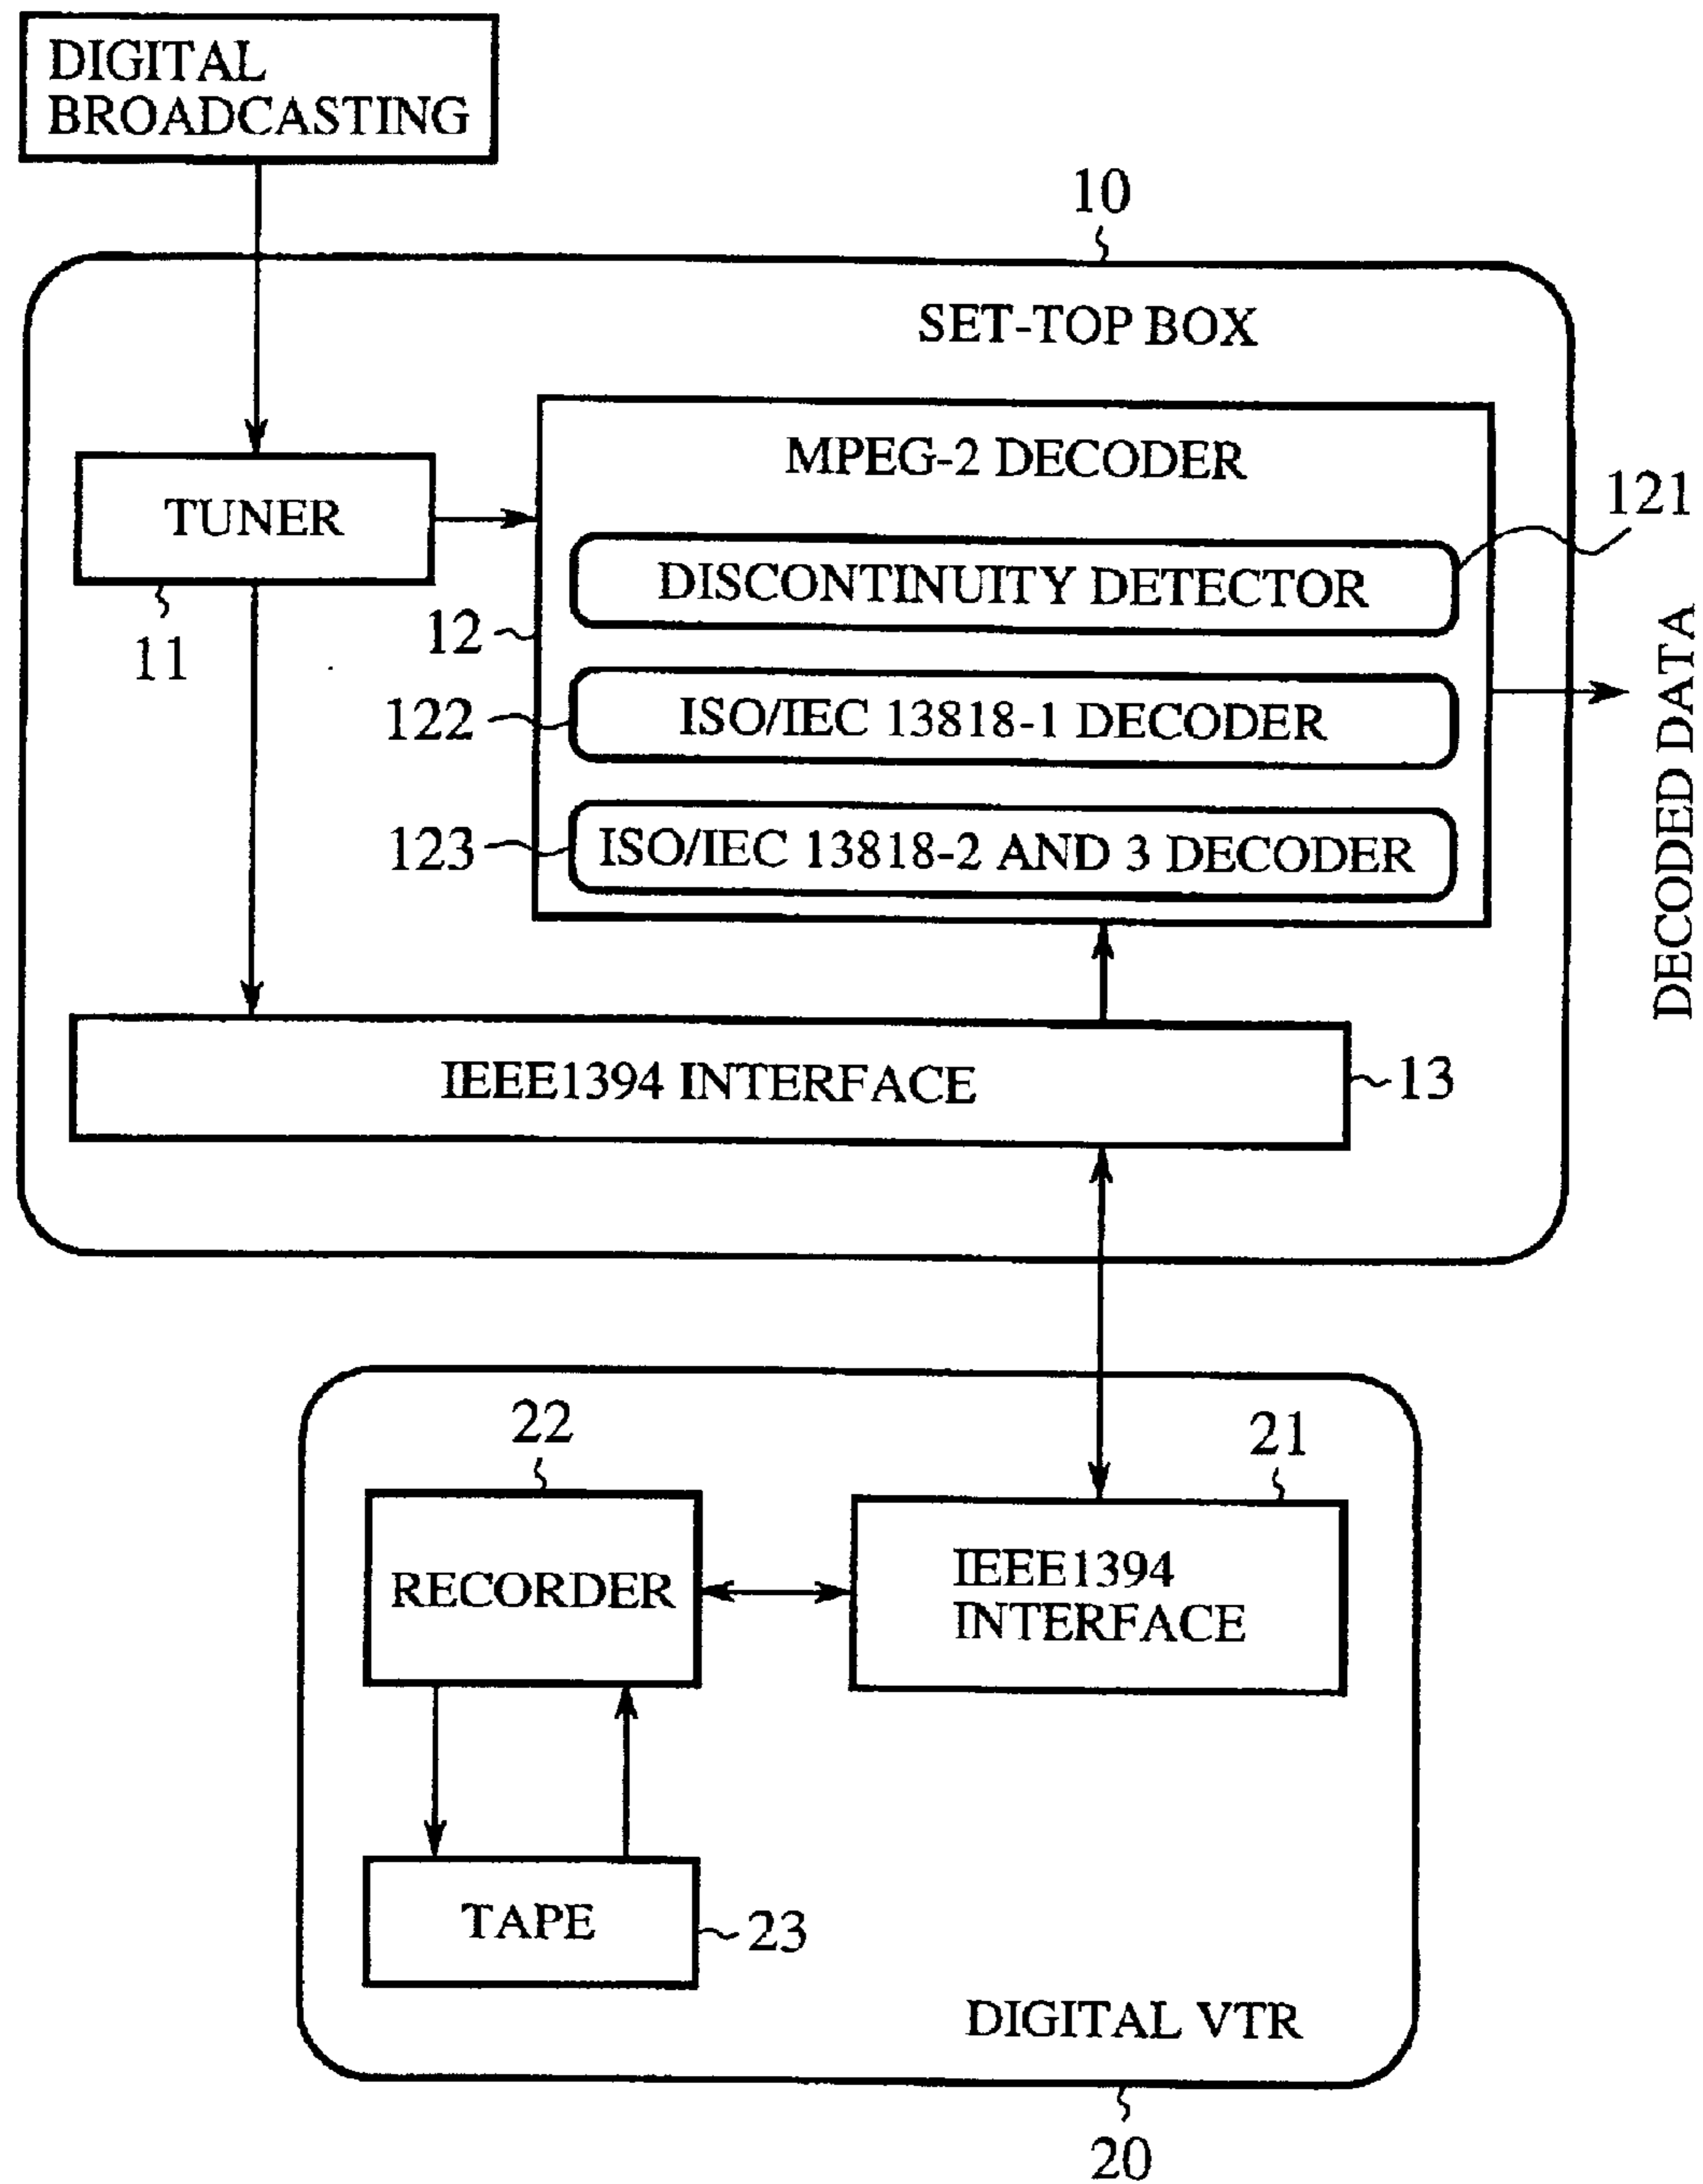 DIGITAL
BROADCASTING
10
SET-TOP BOX
MPEG-2 DECODER
TUNER
11
121
DISCONTINUITY DETECTOR
12
122
ISO/IEC 13818-1 DECODER
123
ISO/IEC 13818-2 AND 3 DECODER
DECODED DATA
IEEE1394 INTERFACE
13
22
21
RECORDER
IEEE1394
INTERFACE
TAPE
23
DIGITAL VTR
20